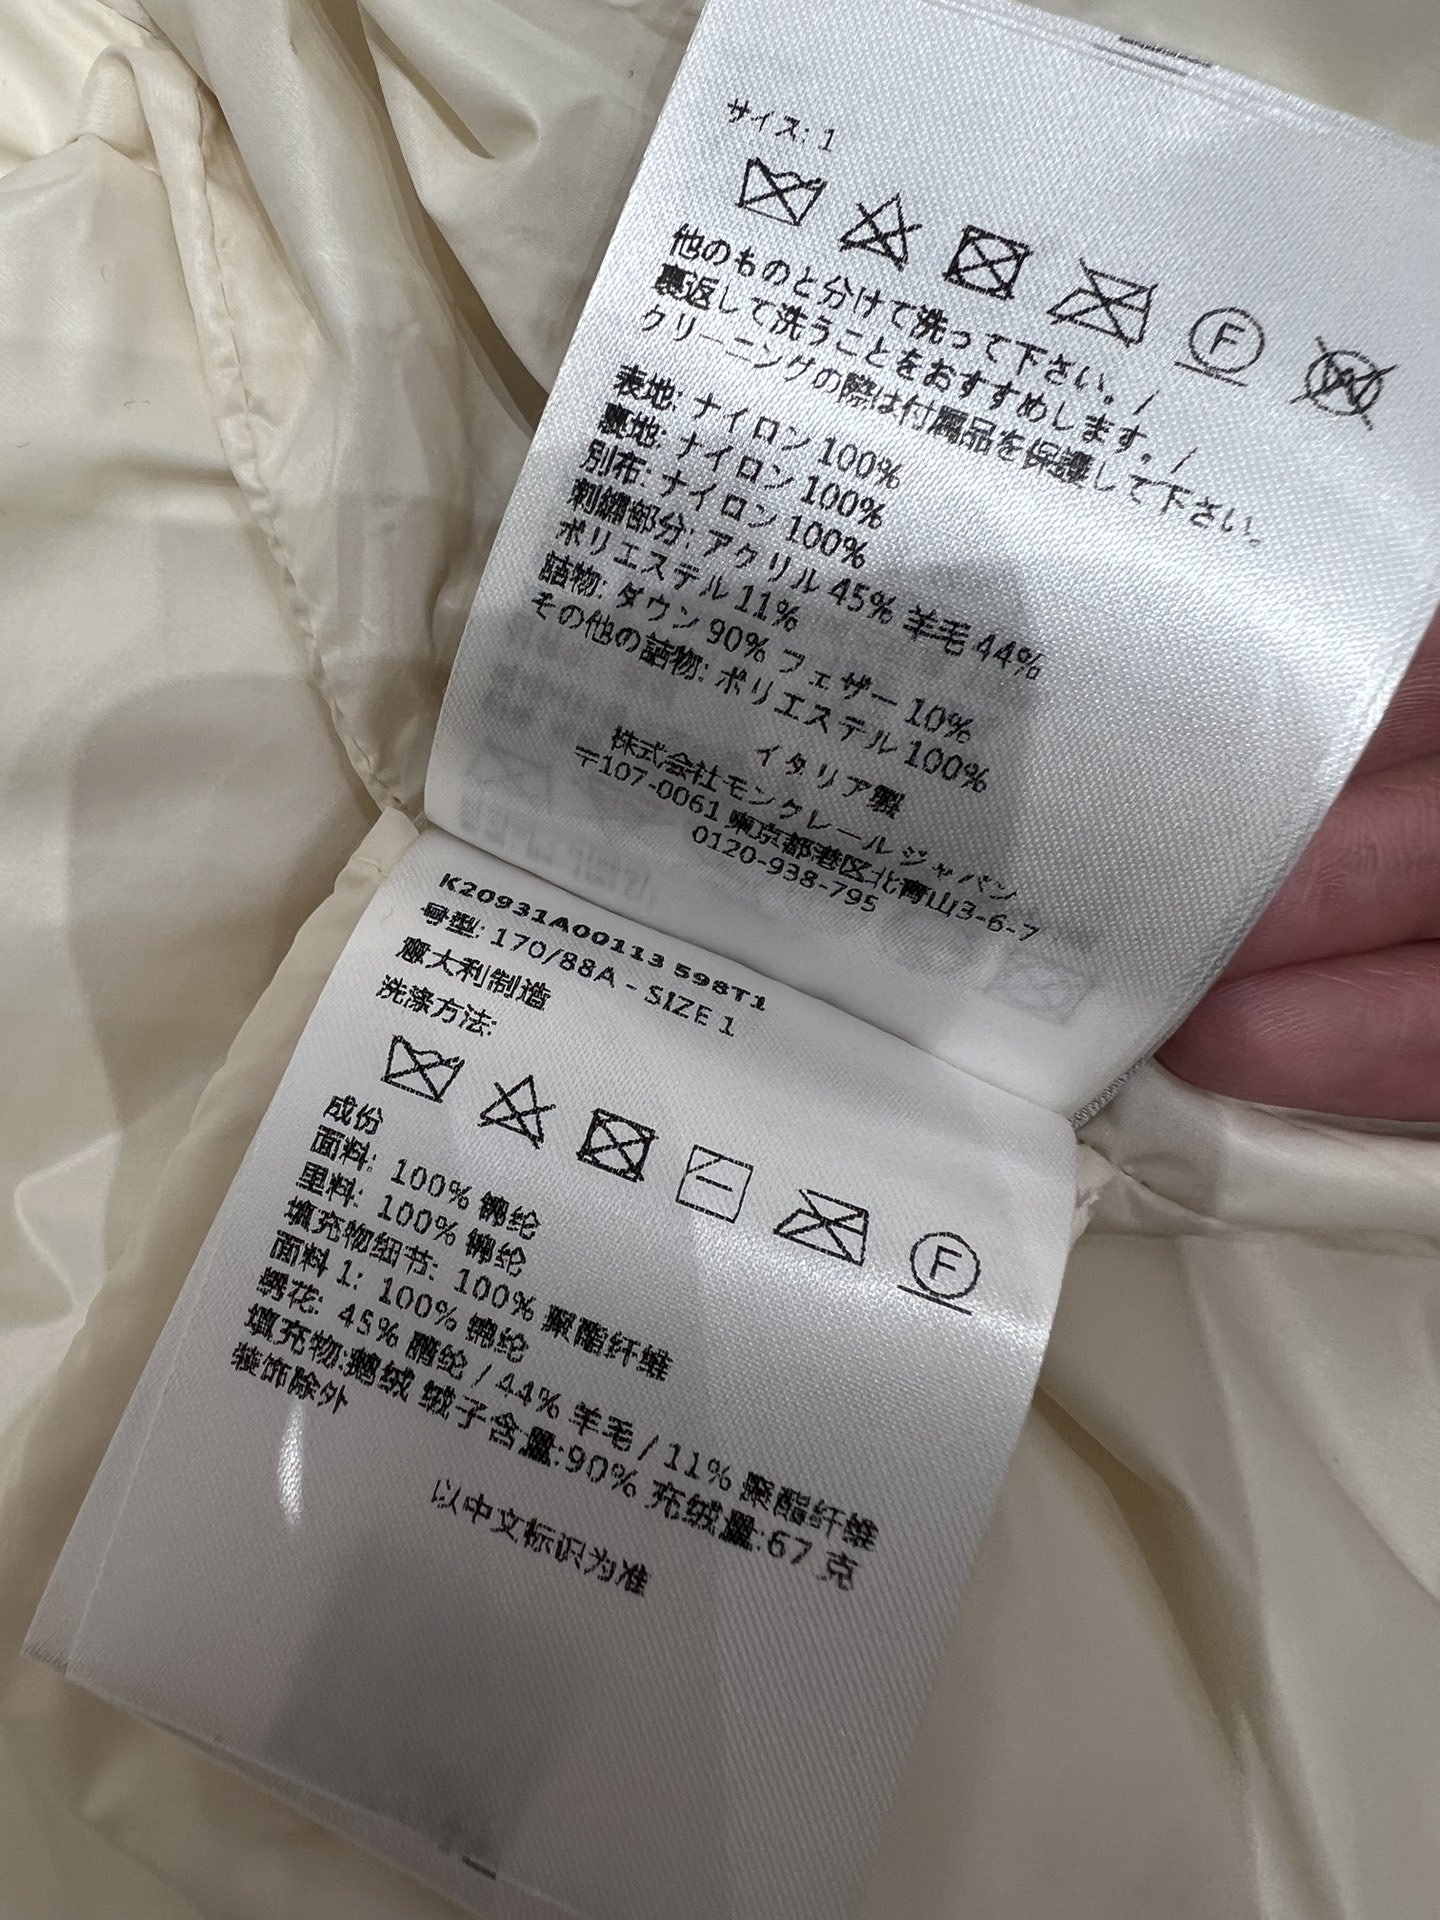 サイズ: 1
F
W
他のものと分けて洗って下さい。/
裏返して洗うことをおすすめします。/
クリーニングの際は付属品を保護して下さい。
表地: ナイロン 100%
裏地: ナイロン 100%
別布: ナイロン 100%
刺繍部分: アクリル 45% 羊毛 44%
ポリエステル 11%
詰物: ダウン 90% フェザー 10%
その他の詰物: ポリエステル 100%
イタリア製
株式会社モンクレール ジャパン
〒107-0061 東京都港区北青山3-6-7
0120-938-795
K20931A00113 598T1
号型: 170/88A - SIZE 1
意大利制造
洗涤方法:
F
成份
面料: 100% 锦纶
里料: 100% 锦纶
填充物细节: 100% 聚酯纤维
面料 1: 100% 锦纶
绣花: 45% 腈纶 / 44% 羊毛 / 11% 聚酯纤维
填充物:鹅绒 绒子含量:90% 充绒量:67 克
装饰除外
以中文标识为准